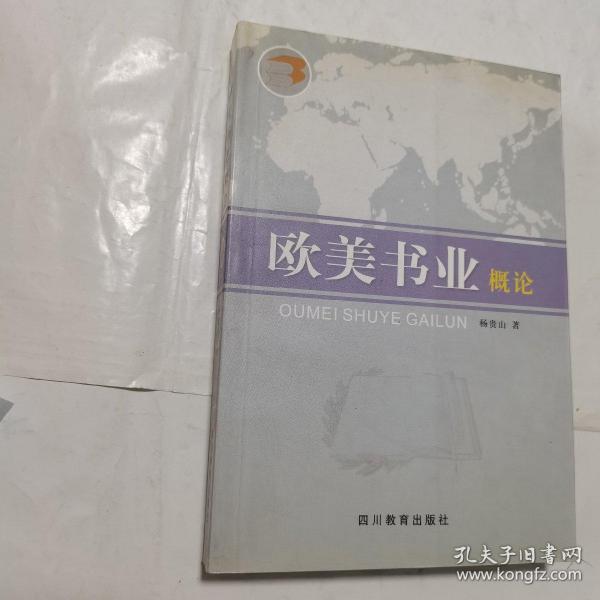 欧美书业 概论
OUMEI SHUYE GAILUN 杨贵山 著
四川教育出版社
孔夫子旧书网
www.kongfz.com